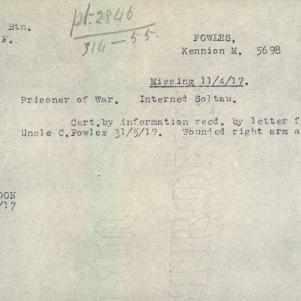 Btn.
F.
pt. 2846
314-55.
FOWLES,
Kennion M. 5698
Missing 11/4/17.
Prisoner of War. Interned Soltau.
Cert.by information recd. by letter f
Uncle C.Fowles 31/5/17. Wounded right arm a
DON
/17